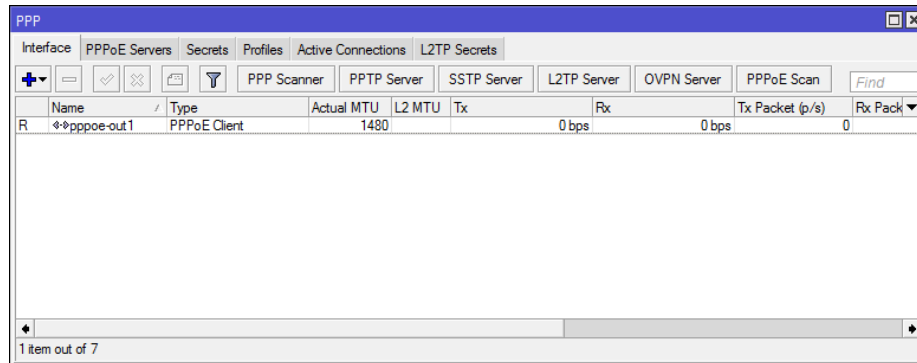 PPP
Interface PPPoE Servers Secrets Profiles Active Connections L2TP Secrets
PPP Scanner PPTP Server SSTP Server L2TP Server OVPN Server PPPoE Scan Find
Name Type Actual MTU L2 MTU Tx Rx Tx Packet (p/s) Rx Pack
R pppoe-out1 PPPoE Client 1480 0 bps 0 bps 0
1 item out of 7